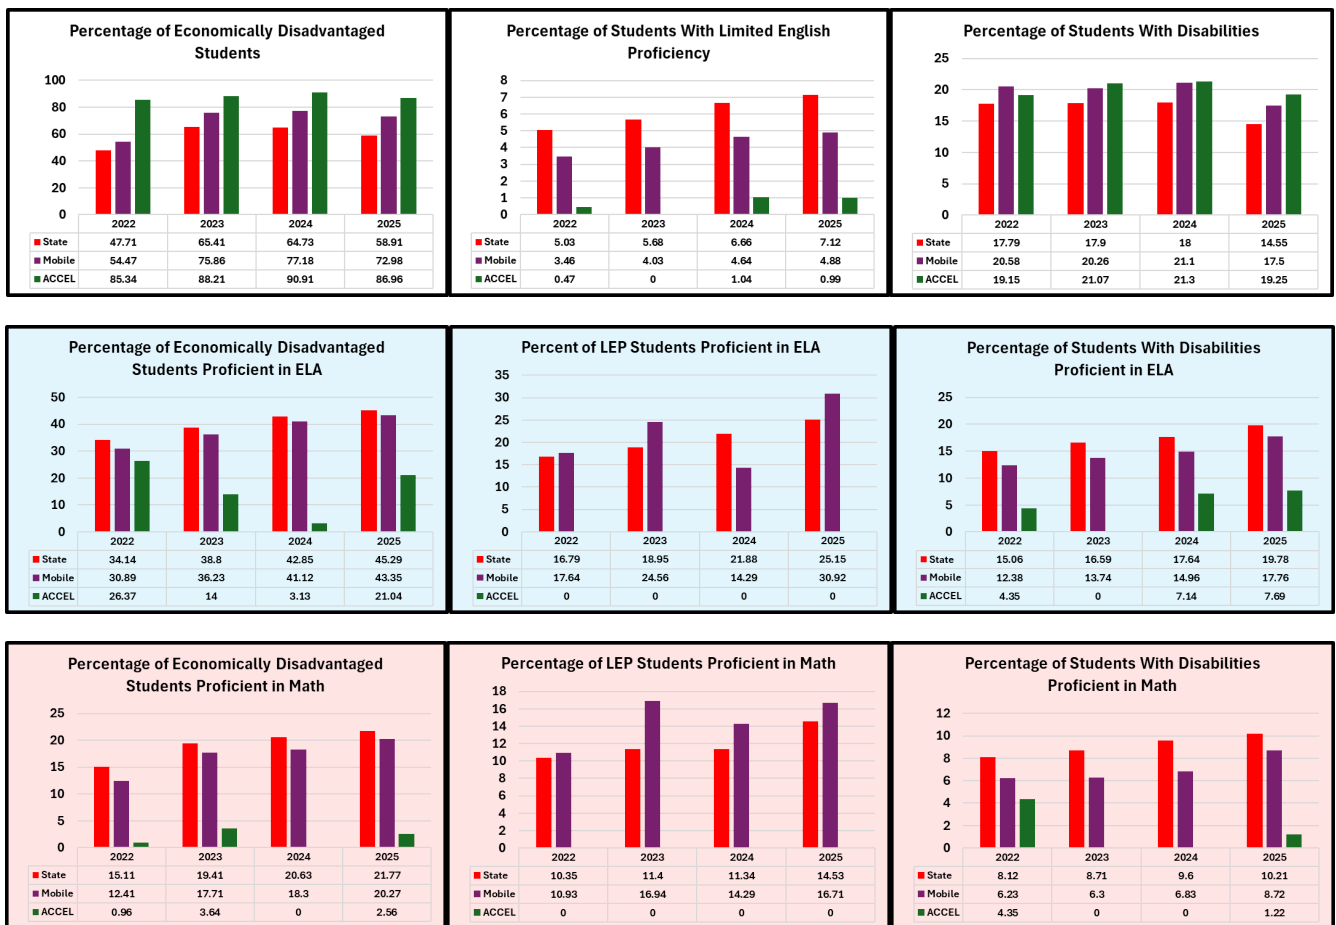 Percentage of Economically Disadvantaged
Students
100
80
60
40
20
0
2022 2023 2024 2025
State 47.71 65.41 64.73 58.91
Mobile 54.47 75.86 77.18 72.98
ACCEL 85.34 88.21 90.91 86.96
Percentage of Students With Limited English
Proficiency
8
7
6
5
4
3
2
1
0
2022 2023 2024 2025
State 5.03 5.68 6.66 7.12
Mobile 3.46 4.03 4.64 4.88
ACCEL 0.47 0 1.04 0.99
Percentage of Students With Disabilities
25
20
15
10
5
0
2022 2023 2024 2025
State 17.79 17.9 18 14.55
Mobile 20.58 20.26 21.1 17.5
ACCEL 19.15 21.07 21.3 19.25
Percentage of Economically Disadvantaged
Students Proficient in ELA
50
40
30
20
10
0
2022 2023 2024 2025
State 34.14 38.8 42.85 45.29
Mobile 30.89 36.23 41.12 43.35
ACCEL 26.37 14 3.13 21.04
Percent of LEP Students Proficient in ELA
35
30
25
20
15
10
5
0
2022 2023 2024 2025
State 16.79 18.95 21.88 25.15
Mobile 17.64 24.56 14.29 30.92
ACCEL 0 0 0 0
Percentage of Students With Disabilities
Proficient in ELA
25
20
15
10
5
0
2022 2023 2024 2025
State 15.06 16.59 17.64 19.78
Mobile 12.38 13.74 14.96 17.76
ACCEL 4.35 0 7.14 7.69
Percentage of Economically Disadvantaged
Students Proficient in Math
25
20
15
10
5
0
2022 2023 2024 2025
State 15.11 19.41 20.63 21.77
Mobile 12.41 17.71 18.3 20.27
ACCEL 0.96 3.64 0 2.56
Percentage of LEP Students Proficient in Math
18
16
14
12
10
8
6
4
2
0
2022 2023 2024 2025
State 10.35 11.4 11.34 14.53
Mobile 10.93 16.94 14.29 16.71
ACCEL 0 0 0 0
Percentage of Students With Disabilities
Proficient in Math
12
10
8
6
4
2
0
2022 2023 2024 2025
State 8.12 8.71 9.6 10.21
Mobile 6.23 6.3 6.83 8.72
ACCEL 4.35 0 0 1.22